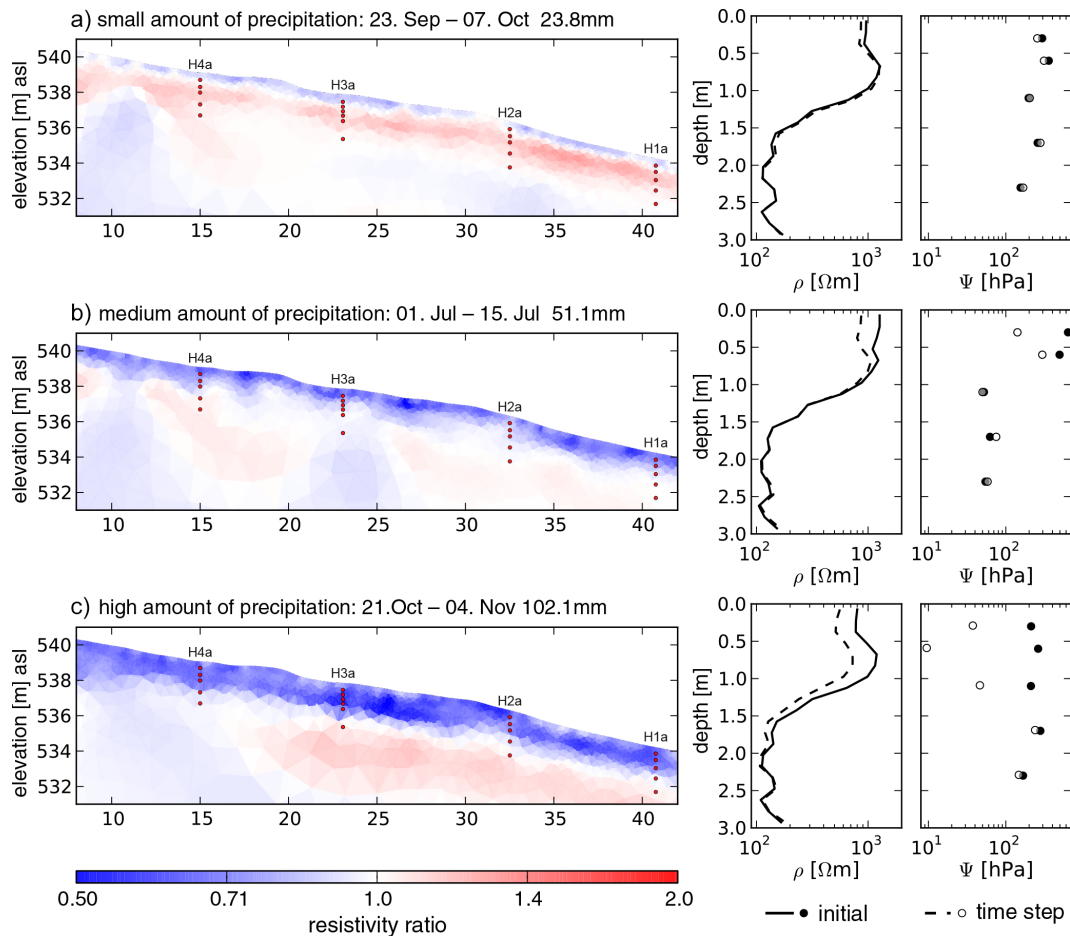 a) small amount of precipitation: 23. Sep – 07. Oct 23.8mm
elevation [m] asl
540
538
536
534
532
H4a
H3a
H2a
H1a
10 15 20 25 30 35 40
depth [m]
0.0
0.5
1.0
1.5
2.0
2.5
3.0
10² 10³
ρ [Ωm]
10¹ 10²
Ψ [hPa]
b) medium amount of precipitation: 01. Jul – 15. Jul 51.1mm
elevation [m] asl
540
538
536
534
532
H4a
H3a
H2a
H1a
10 15 20 25 30 35 40
depth [m]
0.0
0.5
1.0
1.5
2.0
2.5
3.0
10² 10³
ρ [Ωm]
10¹ 10²
Ψ [hPa]
c) high amount of precipitation: 21.Oct – 04. Nov 102.1mm
elevation [m] asl
540
538
536
534
532
H4a
H3a
H2a
H1a
10 15 20 25 30 35 40
depth [m]
0.0
0.5
1.0
1.5
2.0
2.5
3.0
10² 10³
ρ [Ωm]
10¹ 10²
Ψ [hPa]
0.50 0.71 1.0 1.4 2.0
resistivity ratio
initial
time step